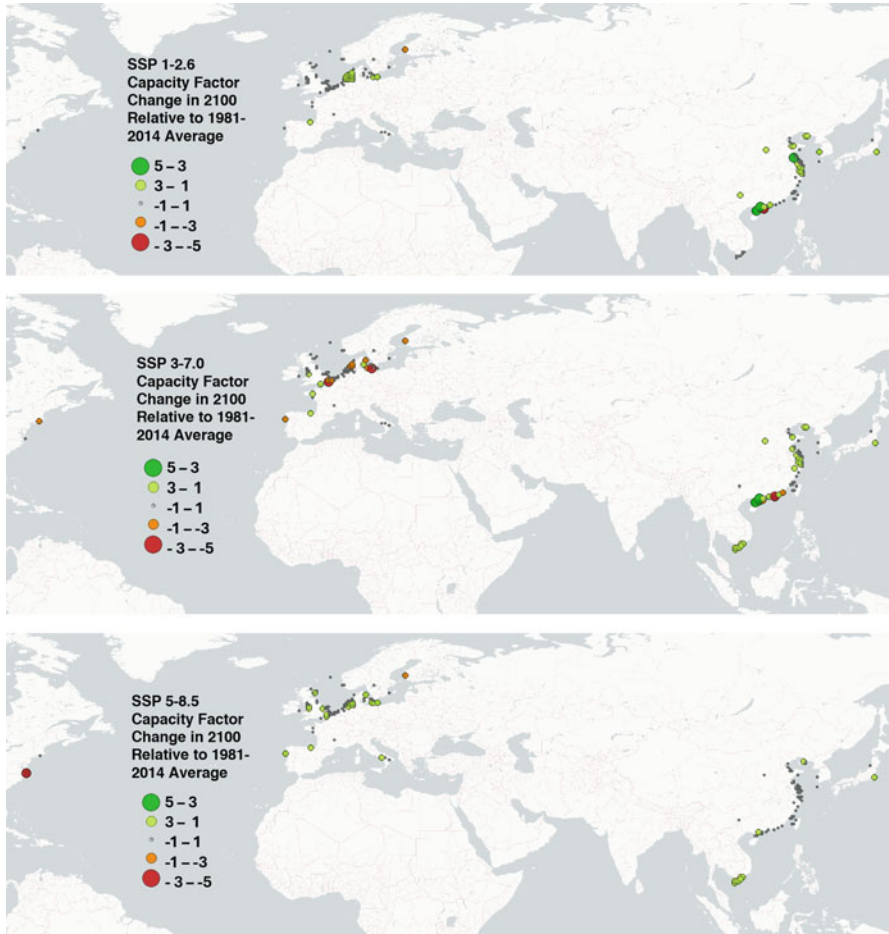 SSP 1-2.6
Capacity Factor
Change in 2100
Relative to 1981-
2014 Average
5 – 3
3 – 1
-1 – 1
-1 – -3
- 3 – -5
SSP 3-7.0
Capacity Factor
Change in 2100
Relative to 1981-
2014 Average
5 – 3
3 – 1
-1 – 1
-1 – -3
- 3 – -5
SSP 5-8.5
Capacity Factor
Change in 2100
Relative to 1981-
2014 Average
5 – 3
3 – 1
-1 – 1
-1 – -3
- 3 – -5